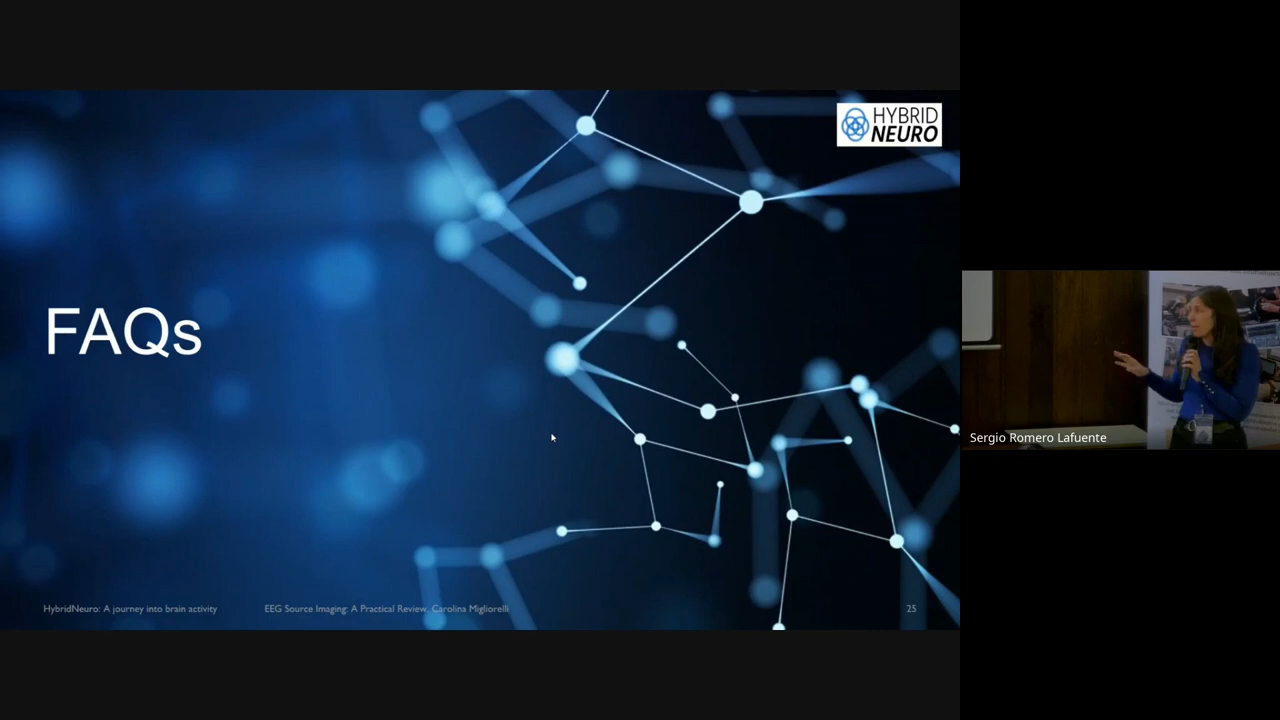 HYBRID
NEURO
FAQs
HybridNeuro: A journey into brain activity
EEG Source Imaging: A Practical Review. Carolina Migliorelli
25
Sergio Romero Lafuente